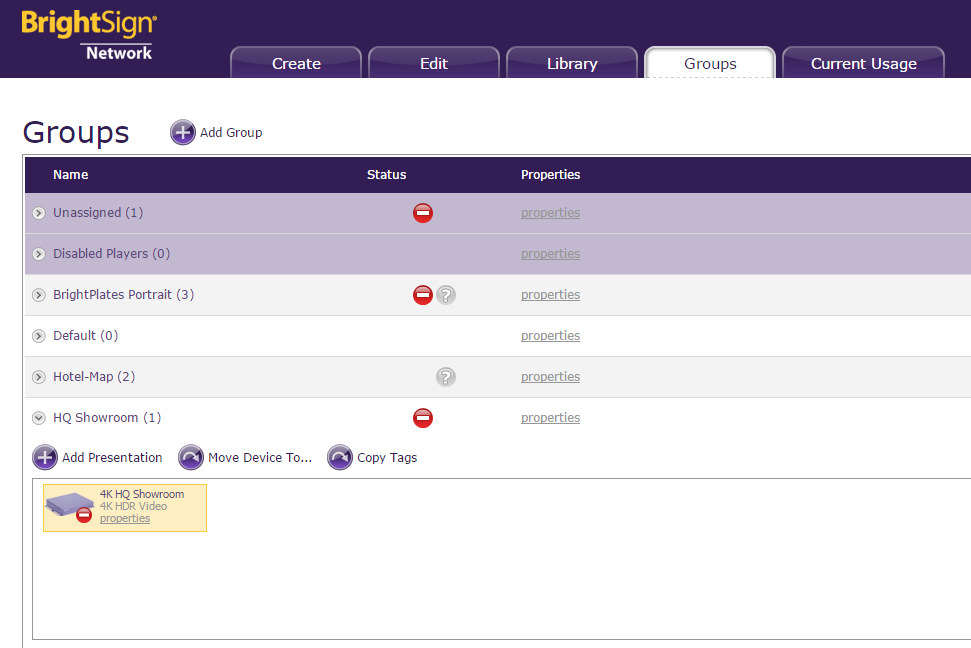 BrightSign
Network
Create Edit Library Groups Current Usage
Groups Add Group
Name Status Properties
Unassigned (1) properties
Disabled Players (0) properties
BrightPlates Portrait (3) ? properties
Default (0) properties
Hotel-Map (2) ? properties
HQ Showroom (1) properties
Add Presentation Move Device To... Copy Tags
4K HQ Showroom
4K HDR Video
properties